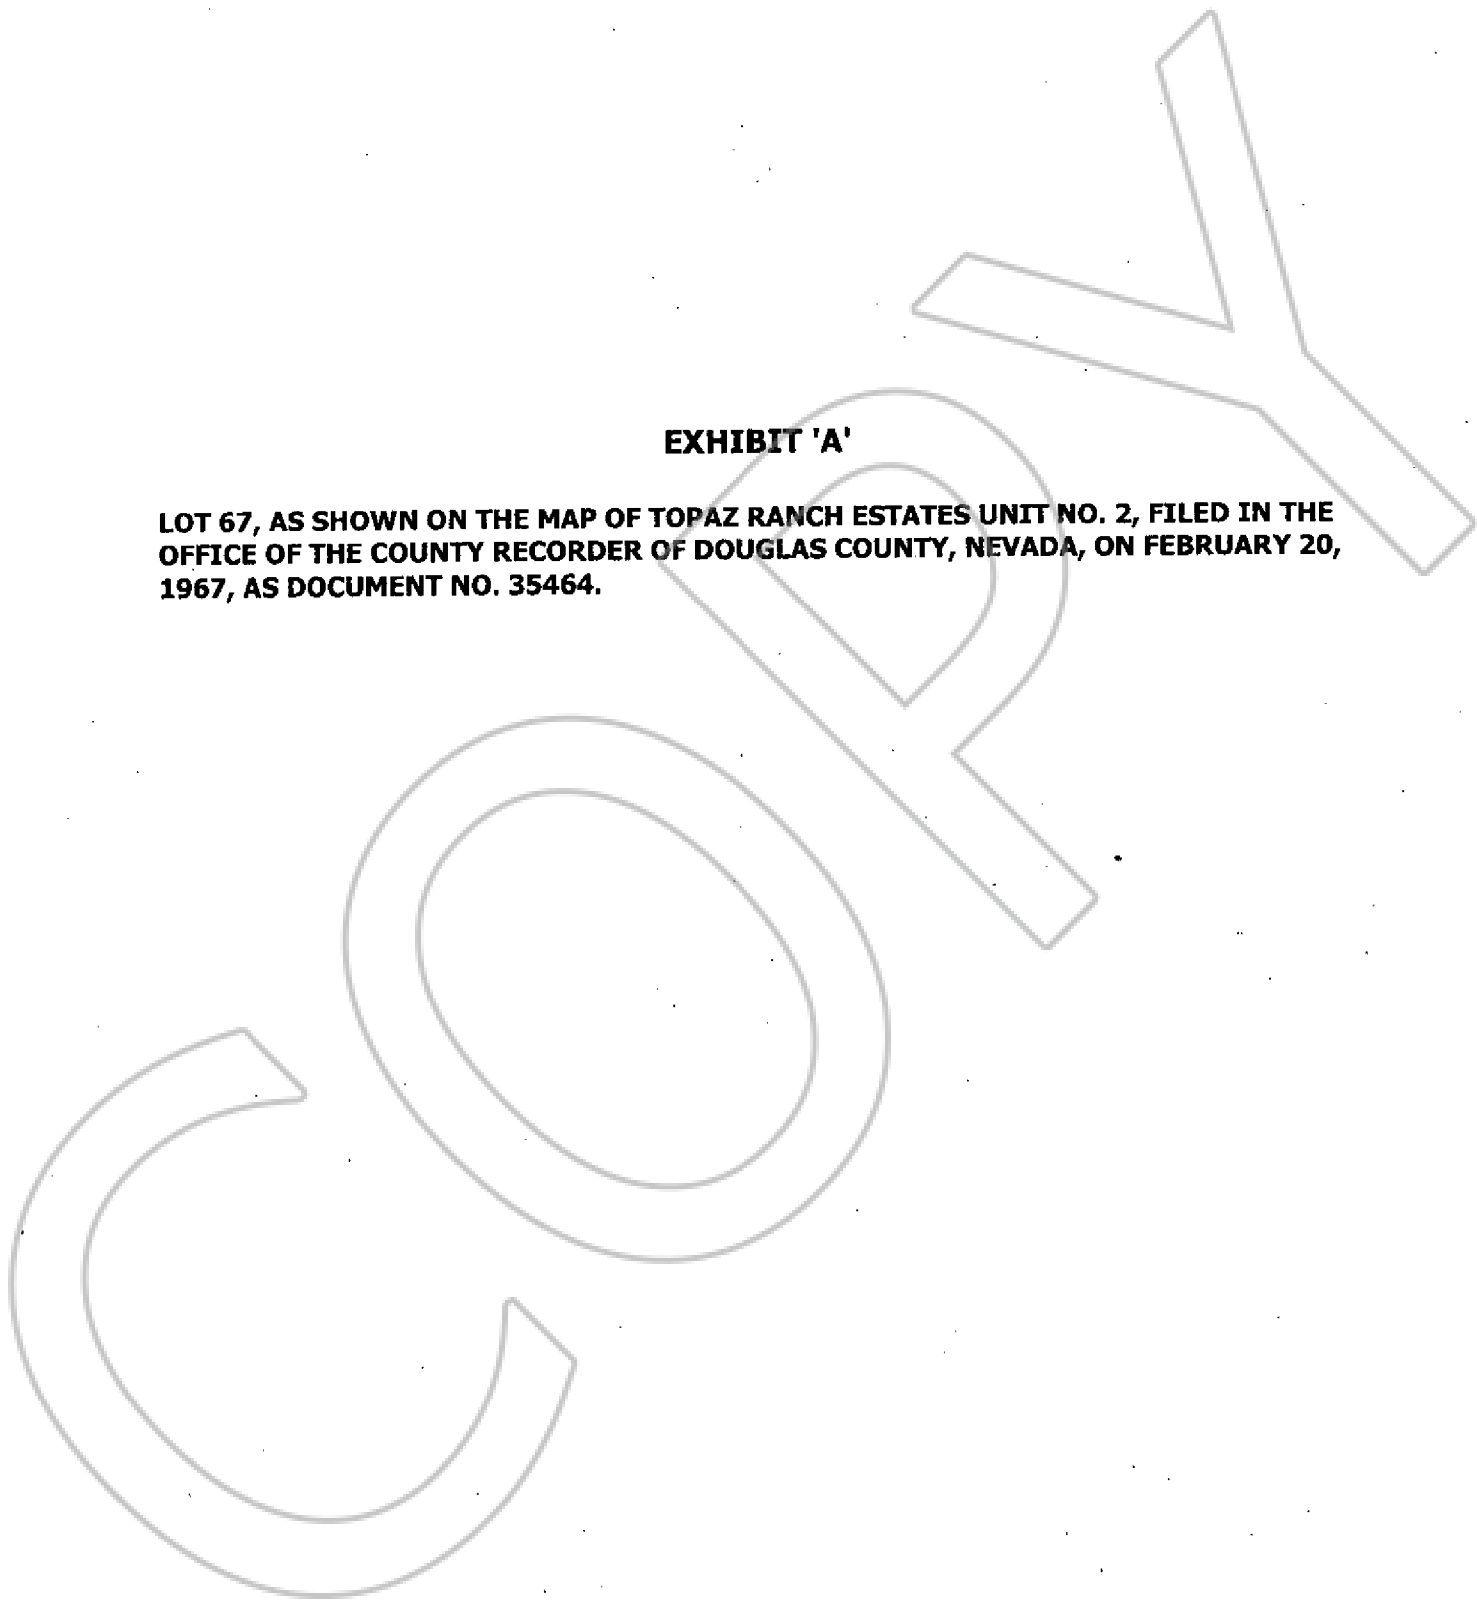 EXHIBIT 'A'
LOT 67, AS SHOWN ON THE MAP OF TOPAZ RANCH ESTATES UNIT NO. 2, FILED IN THE
OFFICE OF THE COUNTY RECORDER OF DOUGLAS COUNTY, NEVADA, ON FEBRUARY 20,
1967, AS DOCUMENT NO. 35464.
COPY